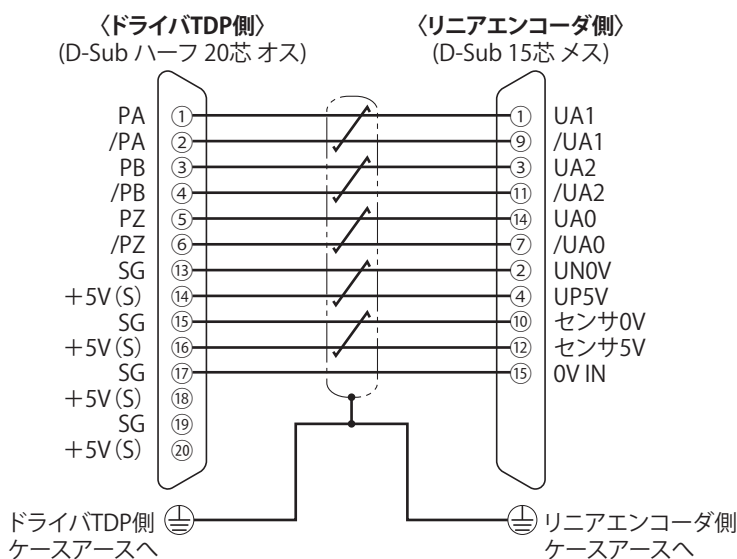 〈ドライバTDP側〉
(D-Sub ハーフ 20芯 オス)
〈リニアエンコーダ側〉
(D-Sub 15芯 メス)
PA ① ① UA1
/PA ② ⑨ /UA1
PB ③ ③ UA2
/PB ④ ⑪ /UA2
PZ ⑤ ⑭ UA0
/PZ ⑥ ⑦ /UA0
SG ⑬ ② UN0V
+5V(S) ⑭ ④ UP5V
SG ⑮ ⑩ センサ0V
+5V(S) ⑯ ⑫ センサ5V
SG ⑰ ⑮ 0V IN
+5V(S) ⑱
SG ⑲
+5V(S) ⑳
ドライバTDP側
ケースアースへ
リニアエンコーダ側
ケースアースへ